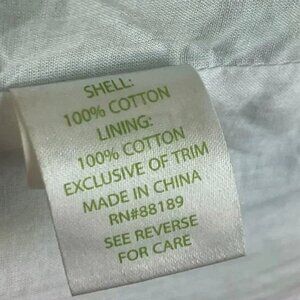 SHELL:
100% COTTON
LINING:
100% COTTON
EXCLUSIVE OF TRIM
MADE IN CHINA
RN#88189
SEE REVERSE
FOR CARE